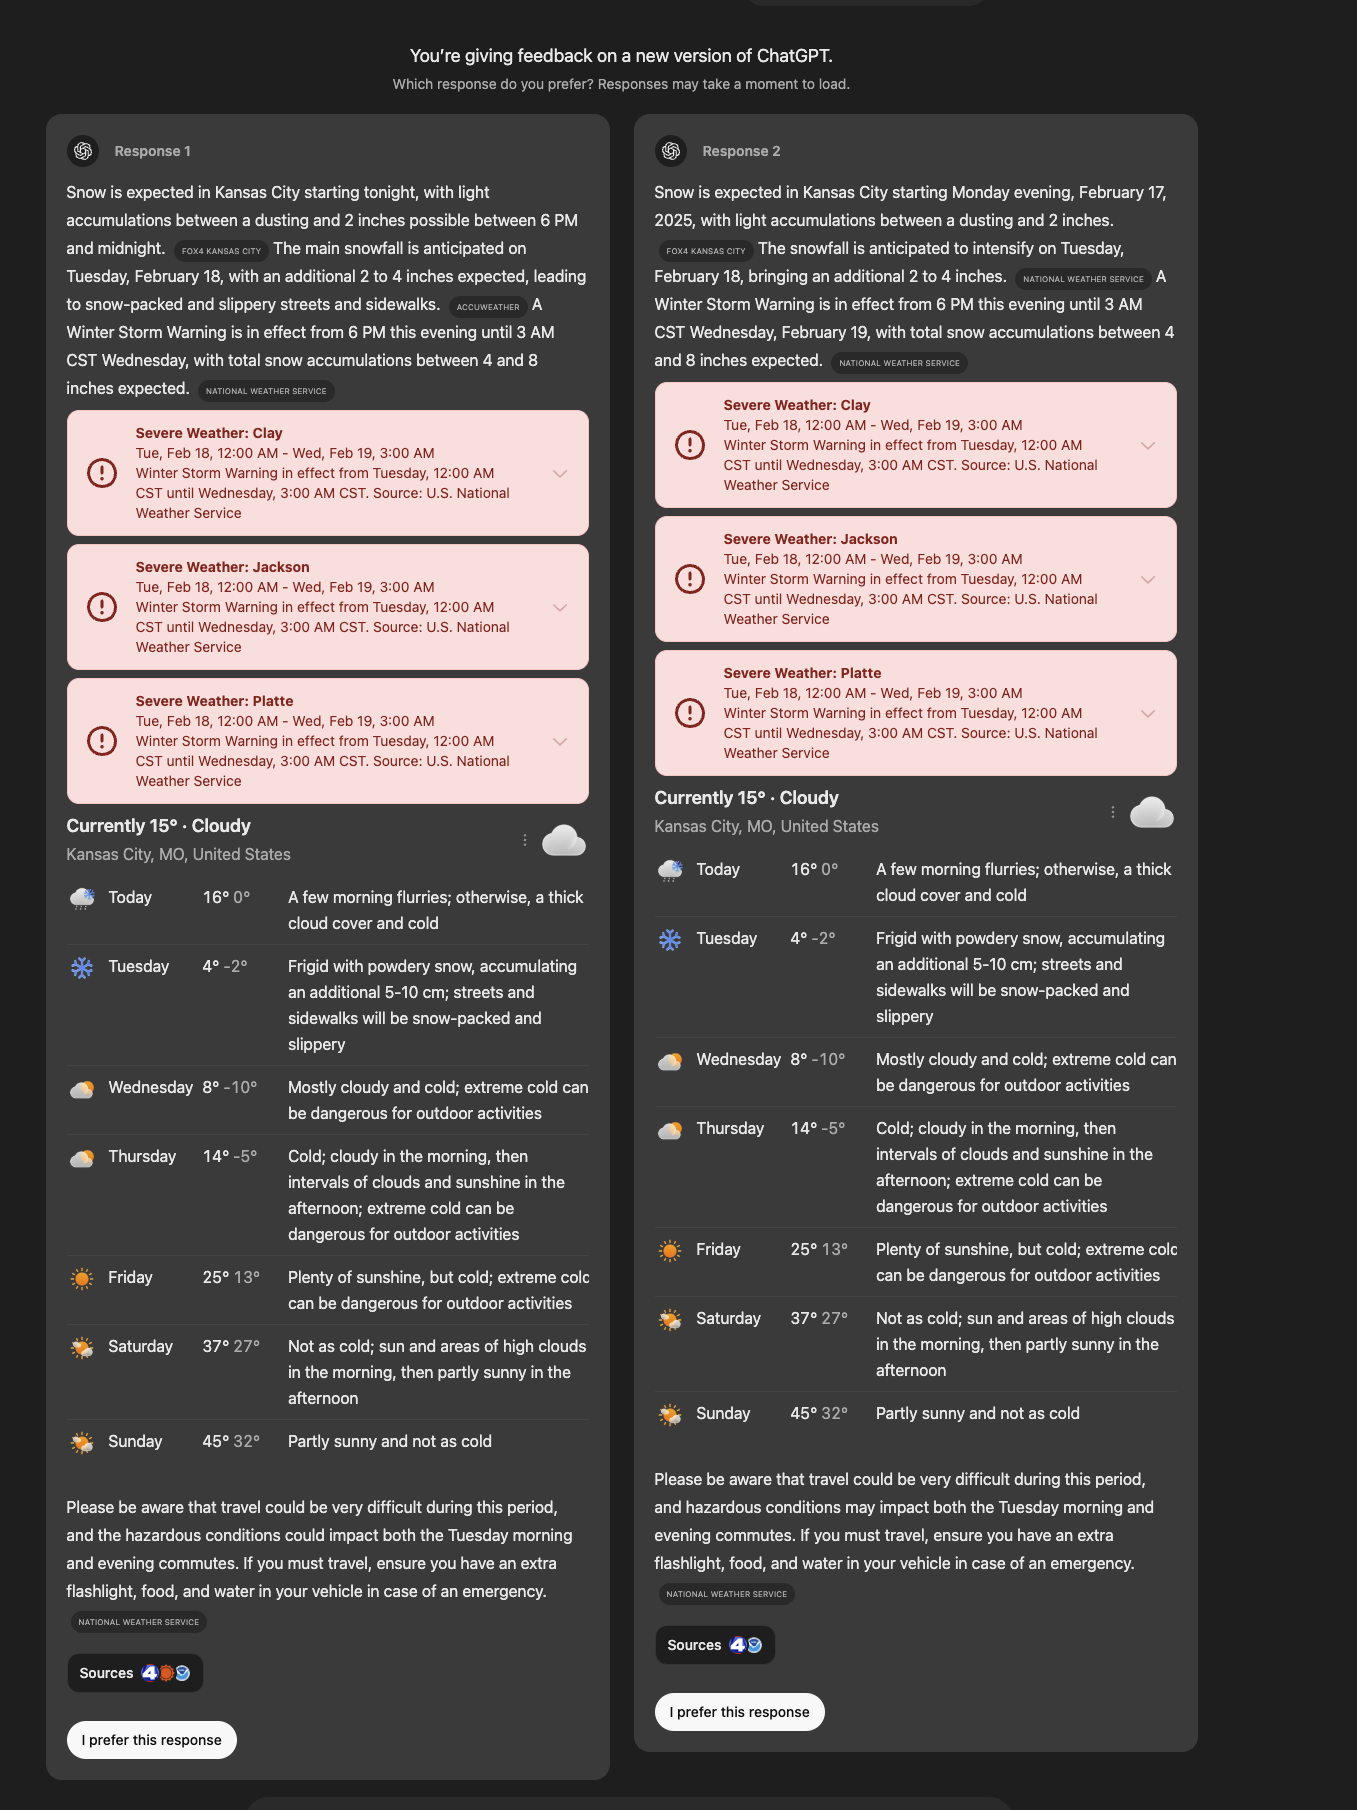 You're giving feedback on a new version of ChatGPT.
Which response do you prefer? Responses may take a moment to load.
Response 1
Snow is expected in Kansas City starting tonight, with light
accumulations between a dusting and 2 inches possible between 6 PM
and midnight. FOX4 KANSAS CITY The main snowfall is anticipated on
Tuesday, February 18, with an additional 2 to 4 inches expected, leading
to snow-packed and slippery streets and sidewalks. ACCUWEATHER A
Winter Storm Warning is in effect from 6 PM this evening until 3 AM
CST Wednesday, with total snow accumulations between 4 and 8
inches expected. NATIONAL WEATHER SERVICE
Severe Weather: Clay
Tue, Feb 18, 12:00 AM - Wed, Feb 19, 3:00 AM
Winter Storm Warning in effect from Tuesday, 12:00 AM
CST until Wednesday, 3:00 AM CST. Source: U.S. National
Weather Service
Severe Weather: Jackson
Tue, Feb 18, 12:00 AM - Wed, Feb 19, 3:00 AM
Winter Storm Warning in effect from Tuesday, 12:00 AM
CST until Wednesday, 3:00 AM CST. Source: U.S. National
Weather Service
Severe Weather: Platte
Tue, Feb 18, 12:00 AM - Wed, Feb 19, 3:00 AM
Winter Storm Warning in effect from Tuesday, 12:00 AM
CST until Wednesday, 3:00 AM CST. Source: U.S. National
Weather Service
Currently 15° · Cloudy
Kansas City, MO, United States
Today 16° 0° A few morning flurries; otherwise, a thick
cloud cover and cold
Tuesday 4° -2° Frigid with powdery snow, accumulating
an additional 5-10 cm; streets and
sidewalks will be snow-packed and
slippery
Wednesday 8° -10° Mostly cloudy and cold; extreme cold can
be dangerous for outdoor activities
Thursday 14° -5° Cold; cloudy in the morning, then
intervals of clouds and sunshine in the
afternoon; extreme cold can be
dangerous for outdoor activities
Friday 25° 13° Plenty of sunshine, but cold; extreme cold
can be dangerous for outdoor activities
Saturday 37° 27° Not as cold; sun and areas of high clouds
in the morning, then partly sunny in the
afternoon
Sunday 45° 32° Partly sunny and not as cold
Please be aware that travel could be very difficult during this period,
and the hazardous conditions could impact both the Tuesday morning
and evening commutes. If you must travel, ensure you have an extra
flashlight, food, and water in your vehicle in case of an emergency.
NATIONAL WEATHER SERVICE
Sources 4
I prefer this response
Response 2
Snow is expected in Kansas City starting Monday evening, February 17,
2025, with light accumulations between a dusting and 2 inches.
FOX4 KANSAS CITY The snowfall is anticipated to intensify on Tuesday,
February 18, bringing an additional 2 to 4 inches. NATIONAL WEATHER SERVICE A
Winter Storm Warning is in effect from 6 PM this evening until 3 AM
CST Wednesday, February 19, with total snow accumulations between 4
and 8 inches expected. NATIONAL WEATHER SERVICE
Severe Weather: Clay
Tue, Feb 18, 12:00 AM - Wed, Feb 19, 3:00 AM
Winter Storm Warning in effect from Tuesday, 12:00 AM
CST until Wednesday, 3:00 AM CST. Source: U.S. National
Weather Service
Severe Weather: Jackson
Tue, Feb 18, 12:00 AM - Wed, Feb 19, 3:00 AM
Winter Storm Warning in effect from Tuesday, 12:00 AM
CST until Wednesday, 3:00 AM CST. Source: U.S. National
Weather Service
Severe Weather: Platte
Tue, Feb 18, 12:00 AM - Wed, Feb 19, 3:00 AM
Winter Storm Warning in effect from Tuesday, 12:00 AM
CST until Wednesday, 3:00 AM CST. Source: U.S. National
Weather Service
Currently 15° · Cloudy
Kansas City, MO, United States
Today 16° 0° A few morning flurries; otherwise, a thick
cloud cover and cold
Tuesday 4° -2° Frigid with powdery snow, accumulating
an additional 5-10 cm; streets and
sidewalks will be snow-packed and
slippery
Wednesday 8° -10° Mostly cloudy and cold; extreme cold can
be dangerous for outdoor activities
Thursday 14° -5° Cold; cloudy in the morning, then
intervals of clouds and sunshine in the
afternoon; extreme cold can be
dangerous for outdoor activities
Friday 25° 13° Plenty of sunshine, but cold; extreme cold
can be dangerous for outdoor activities
Saturday 37° 27° Not as cold; sun and areas of high clouds
in the morning, then partly sunny in the
afternoon
Sunday 45° 32° Partly sunny and not as cold
Please be aware that travel could be very difficult during this period,
and hazardous conditions may impact both the Tuesday morning and
evening commutes. If you must travel, ensure you have an extra
flashlight, food, and water in your vehicle in case of an emergency.
NATIONAL WEATHER SERVICE
Sources 4
I prefer this response